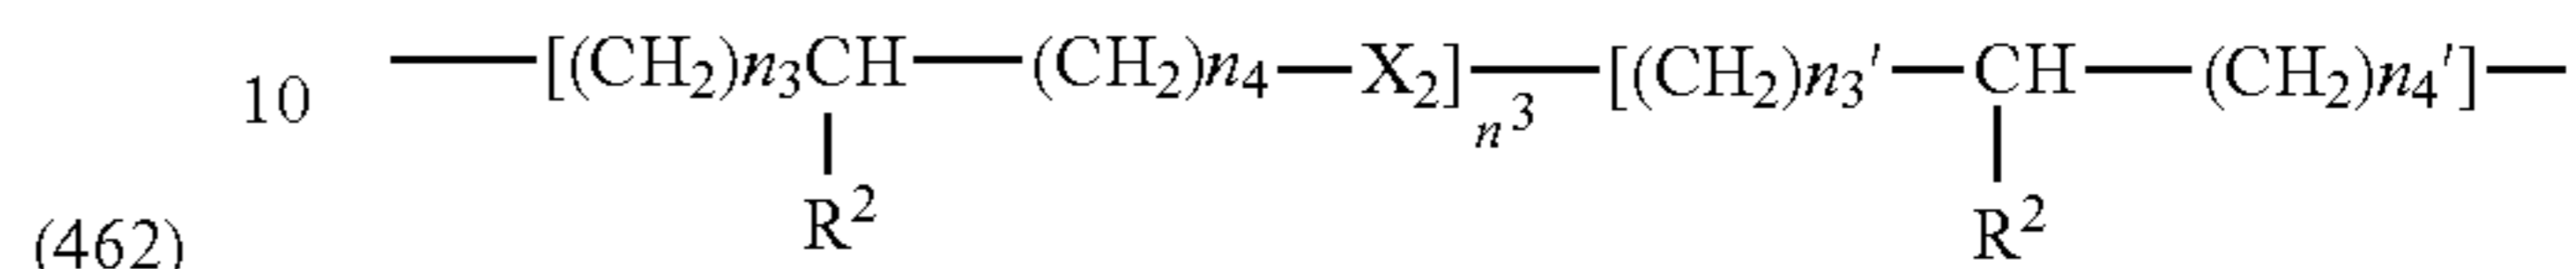 10 —[(CH₂)n₃CH—(CH₂)n₄—X₂]n³—[(CH₂)n₃'—CH—(CH₂)n₄']—
R² R²
(462)